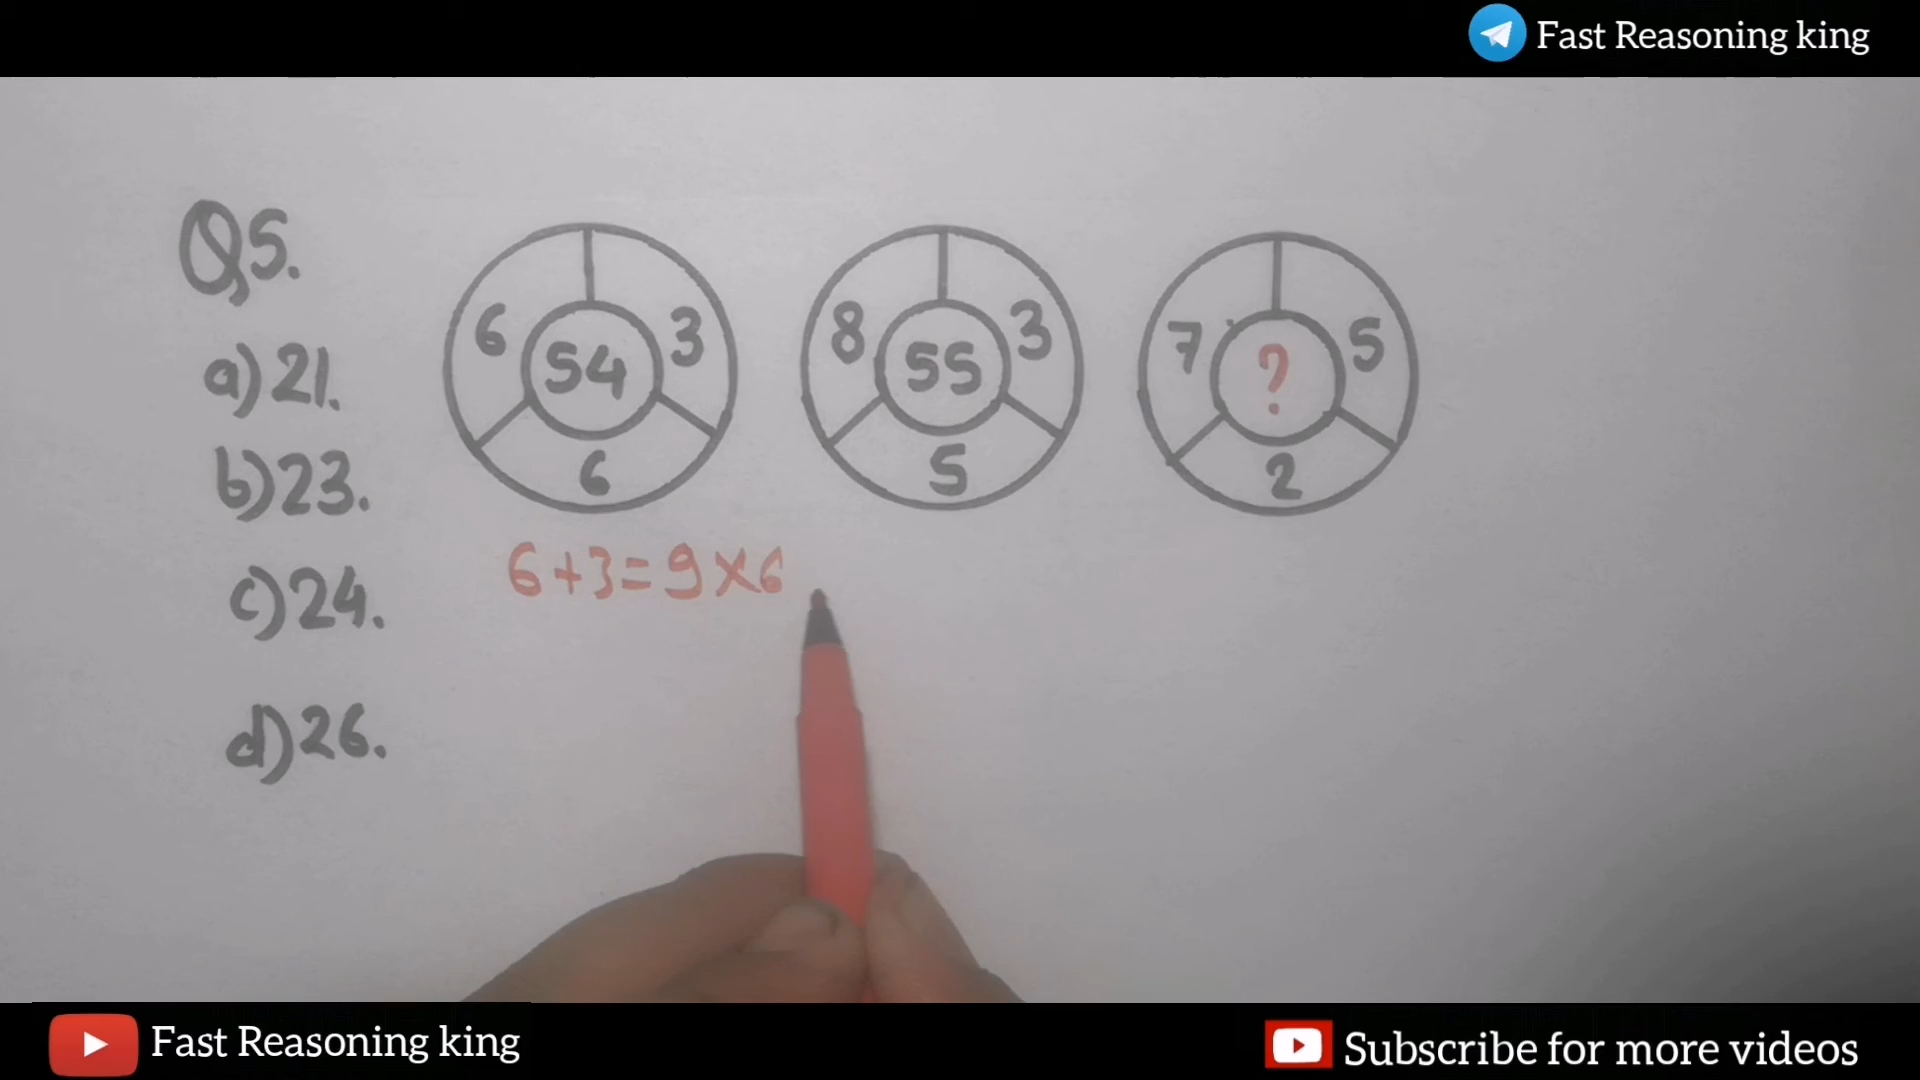 Fast Reasoning king
Q5.
a) 21.
b) 23.
c) 24.
d) 26.
6 54 3 6
8 55 3 5
7 ? 5 2
6+3=9×6
Fast Reasoning king
Subscribe for more videos